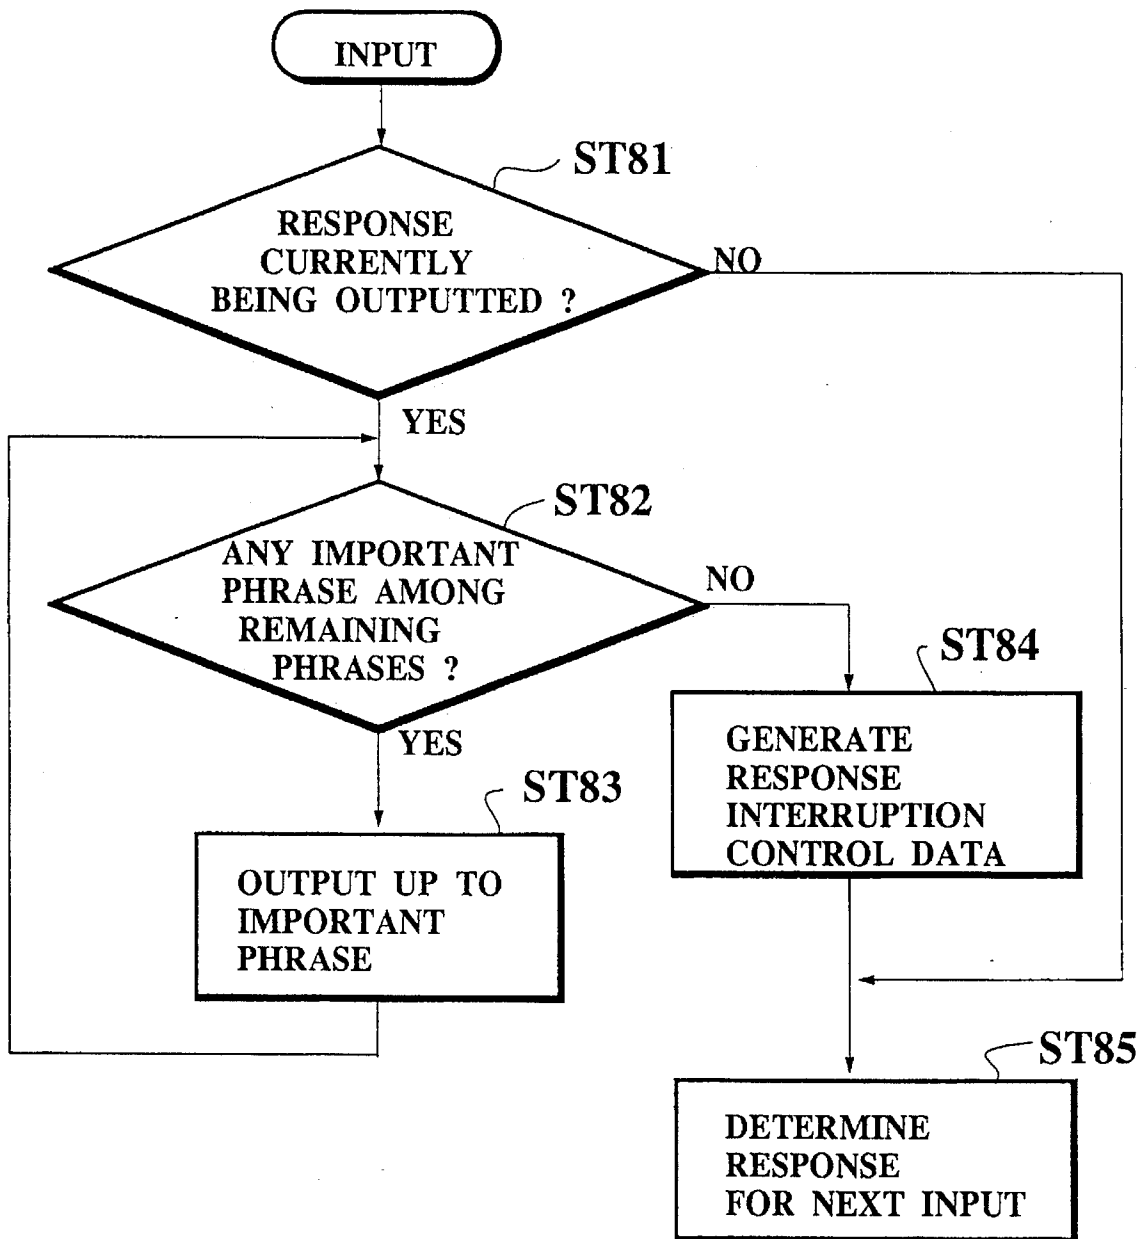 INPUT
ST81
RESPONSE
CURRENTLY
BEING OUTPUTTED ?
NO
YES
ST82
ANY IMPORTANT
PHRASE AMONG
REMAINING
PHRASES ?
NO
YES
ST84
GENERATE
RESPONSE
INTERRUPTION
CONTROL DATA
ST83
OUTPUT UP TO
IMPORTANT
PHRASE
ST85
DETERMINE
RESPONSE
FOR NEXT INPUT